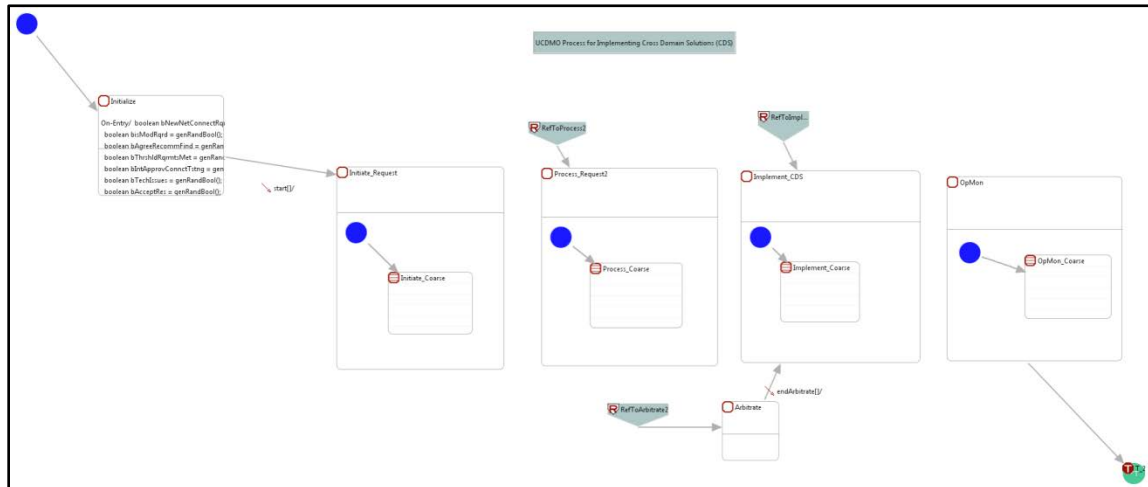 UCDMO Process for Implementing Cross Domain Solutions (CDS)
Initialize
On-Entry/ boolean bNewNetConnectRq
boolean bisModRqrd = genRandBool();
boolean bAgreeRecommFind = genRan
boolean bThrshldRqrmtsMet = genRand
boolean bIntApprovConnctTstng = gen
boolean bTechIssues = genRandBool();
boolean bAcceptRes = genRandBool();
start[]/
RefToProcess2
RefToImpl...
Initiate_Request
Process_Request2
Implement_CDS
OpMon
Initiate_Coarse
Process_Coarse
Implement_Coarse
OpMon_Coarse
endArbitrate[]/
RefToArbitrate2
Arbitrate
R
R
R
T